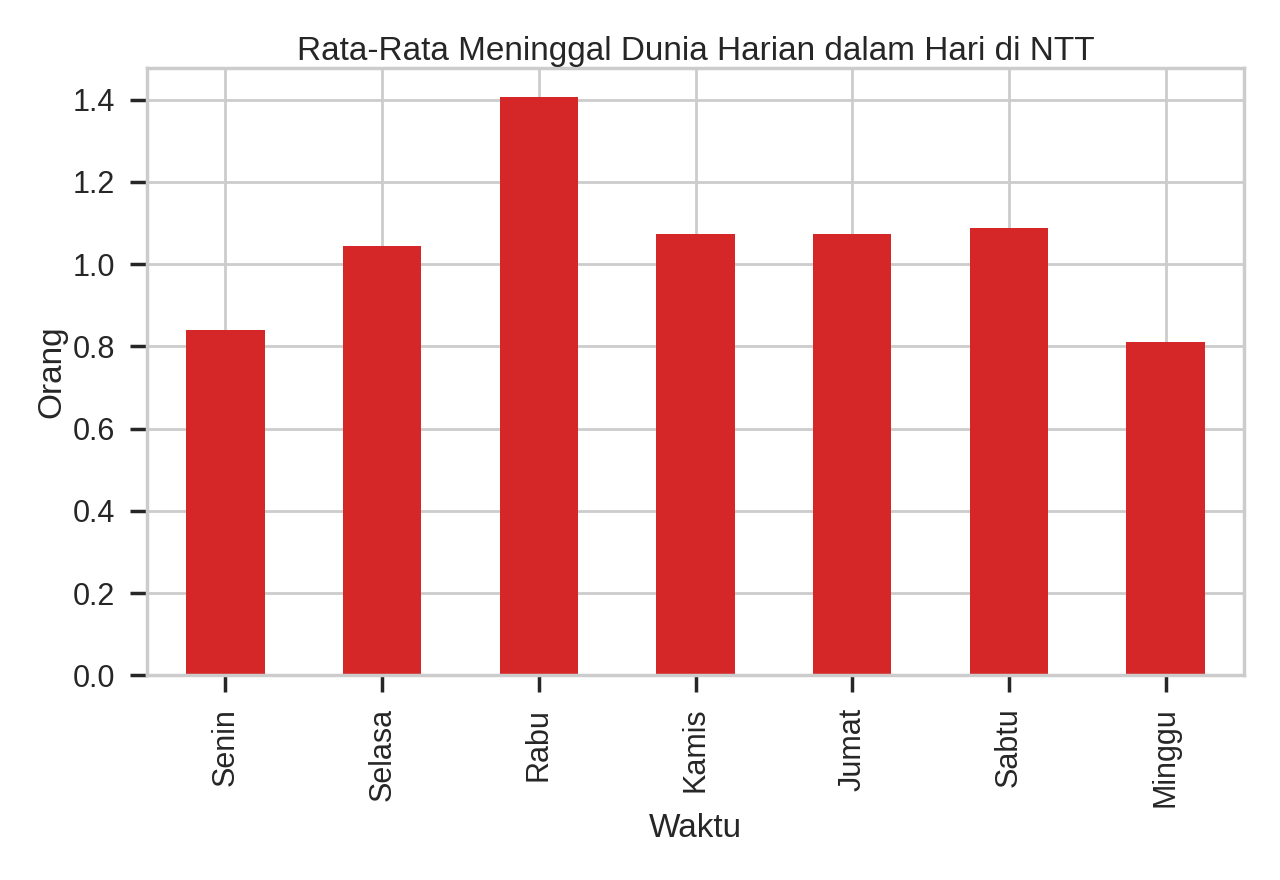 Rata-Rata Meninggal Dunia Harian dalam Hari di NTT
1.4
1.2
1.0
0.8
0.6
0.4
0.2
0.0
Orang
Senin
Selasa
Rabu
Kamis
Jumat
Sabtu
Minggu
Waktu